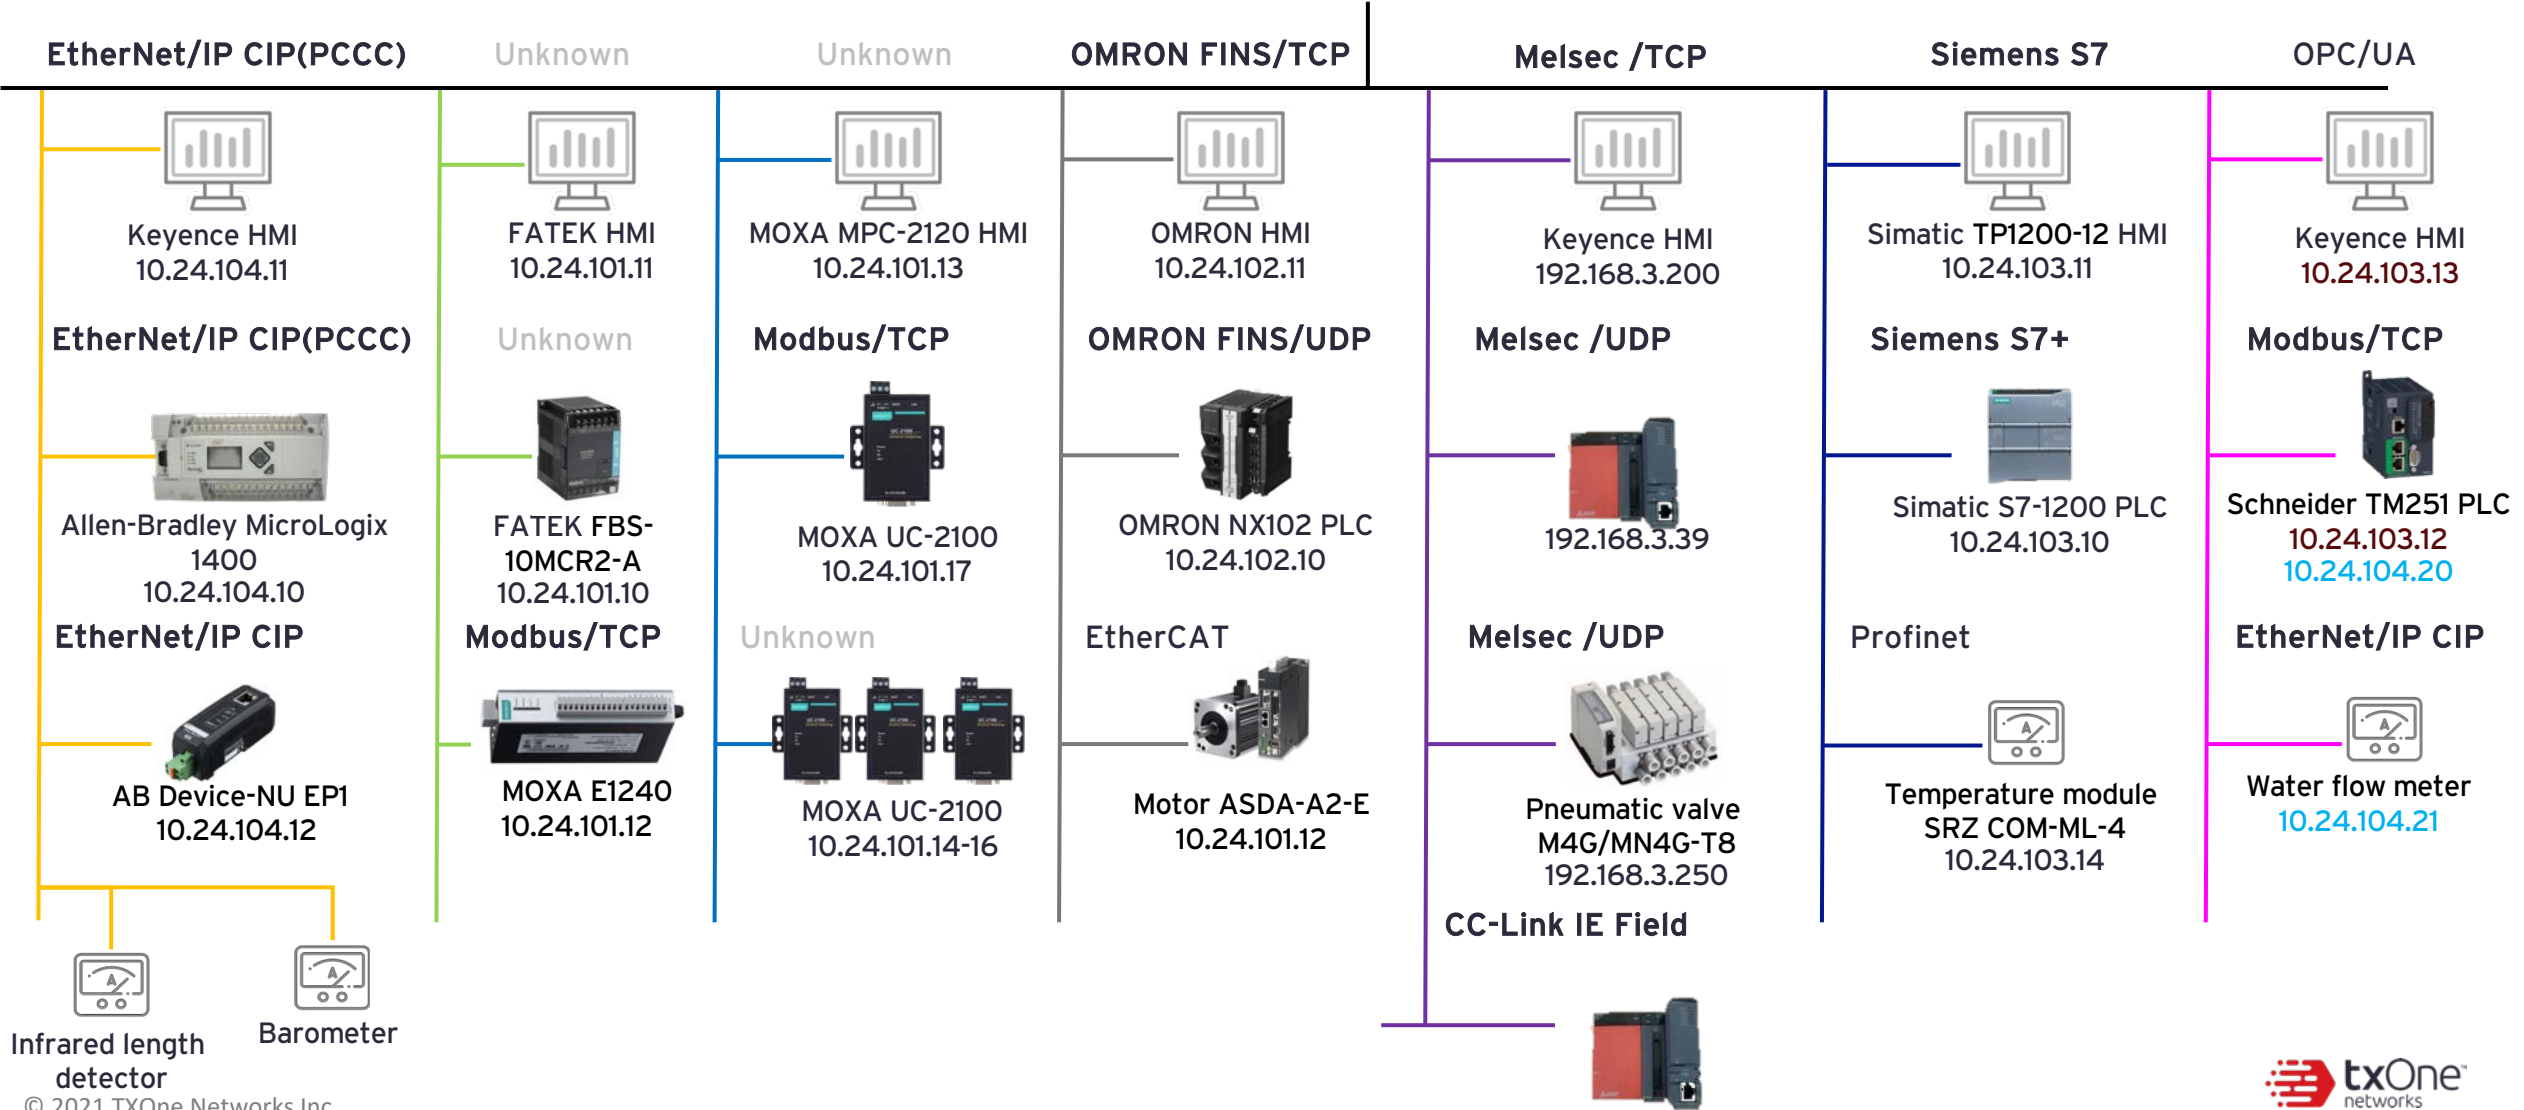 EtherNet/IP CIP(PCCC)
Unknown
Unknown
OMRON FINS/TCP
Melsec /TCP
Siemens S7
OPC/UA
Keyence HMI
10.24.104.11
FATEK HMI
10.24.101.11
MOXA MPC-2120 HMI
10.24.101.13
OMRON HMI
10.24.102.11
Keyence HMI
192.168.3.200
Simatic TP1200-12 HMI
10.24.103.11
Keyence HMI
10.24.103.13
EtherNet/IP CIP(PCCC)
Unknown
Modbus/TCP
OMRON FINS/UDP
Melsec /UDP
Siemens S7+
Modbus/TCP
Allen-Bradley MicroLogix
1400
10.24.104.10
FATEK FBS-
10MCR2-A
10.24.101.10
UC-2100
MOXA UC-2100
10.24.101.17
OMRON NX102 PLC
10.24.102.10
192.168.3.39
Simatic S7-1200 PLC
10.24.103.10
Schneider TM251 PLC
10.24.103.12
10.24.104.20
EtherNet/IP CIP
Modbus/TCP
Unknown
EtherCAT
Melsec /UDP
Profinet
EtherNet/IP CIP
AB Device-NU EP1
10.24.104.12
MOXA E1240
10.24.101.12
UC-2100
UC-2100
UC-2100
MOXA UC-2100
10.24.101.14-16
Motor ASDA-A2-E
10.24.101.12
Pneumatic valve
M4G/MN4G-T8
192.168.3.250
A
Temperature module
SRZ COM-ML-4
10.24.103.14
A
Water flow meter
10.24.104.21
CC-Link IE Field
A
Infrared length
detector
A
Barometer
© 2021 TXOne Networks Inc
txOne™
networks